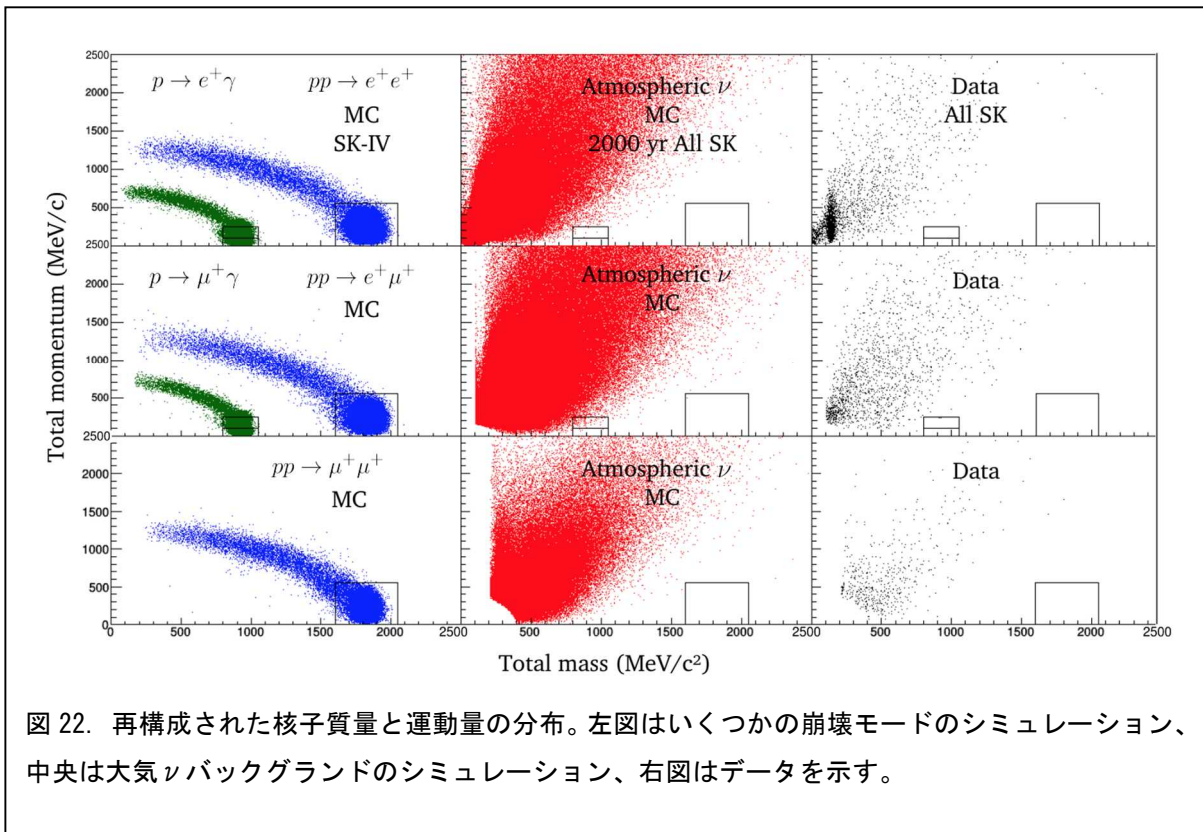 2500
2000
1500
1000
500
2500
2000
1500
1000
500
2500
2000
1500
1000
500
0
Total momentum (MeV/c)
p → e⁺γ pp → e⁺e⁺
MC
SK-IV
Atmospheric ν
MC
2000 yr All SK
Data
All SK
p → μ⁺γ pp → e⁺μ⁺
MC
Atmospheric ν
MC
Data
pp → μ⁺μ⁺
MC
Atmospheric ν
MC
Data
0 500 1000 1500 2000 2500 500 1000 1500 2000 2500 500 1000 1500 2000 2500
Total mass (MeV/c²)
図 22. 再構成された核子質量と運動量の分布。左図はいくつかの崩壊モードのシミュレーション、
中央は大気νバックグランドのシミュレーション、右図はデータを示す。